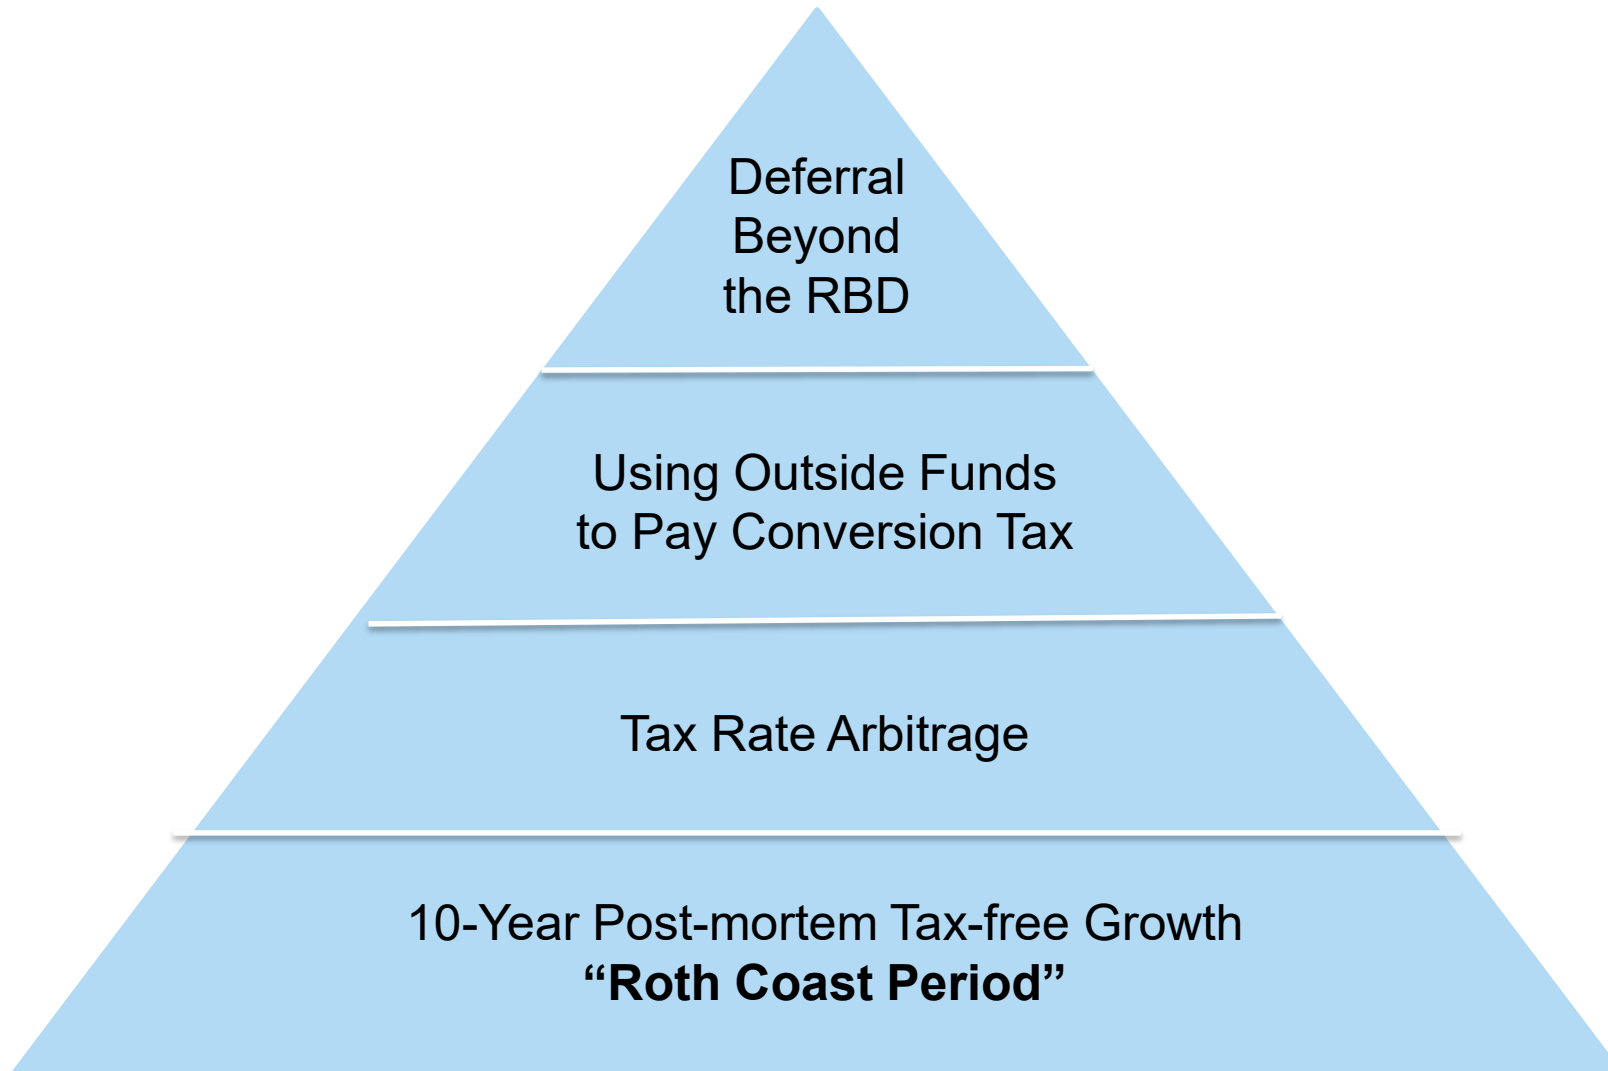 Deferral
Beyond
the RBD
Using Outside Funds
to Pay Conversion Tax
Tax Rate Arbitrage
10-Year Post-mortem Tax-free Growth
“Roth Coast Period”